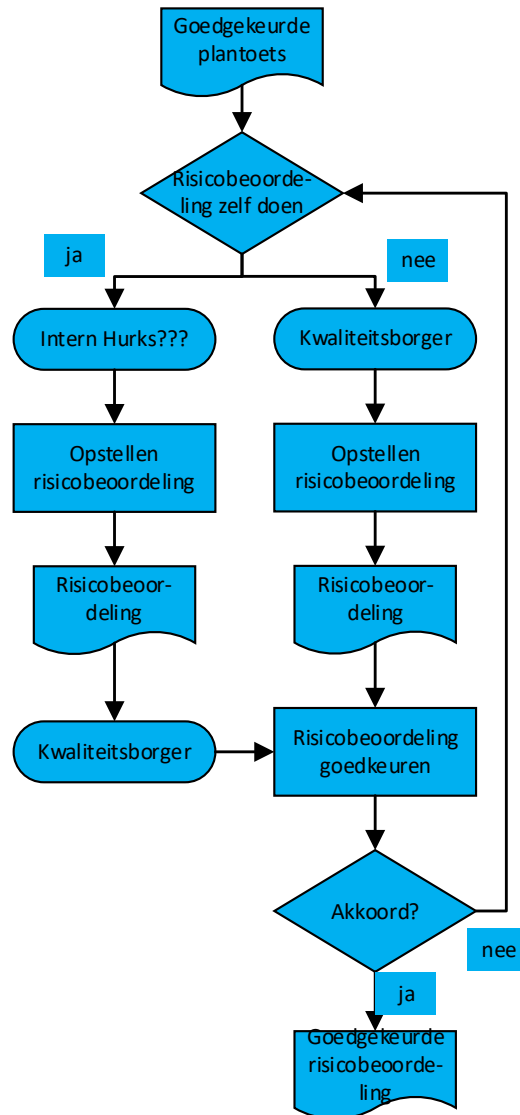 Goedgekeurde
plantoets
Risicobeoorde-
ling zelf doen
ja
nee
Intern Hurks???
Kwaliteitsborger
Opstellen
risicobeoordeling
Opstellen
risicobeoordeling
Risicobeoor-
deling
Risicobeoor-
deling
Kwaliteitsborger
Risicobeoordeling
goedkeuren
Akkoord?
nee
ja
Goedgekeurde
risicobeoorde-
ling